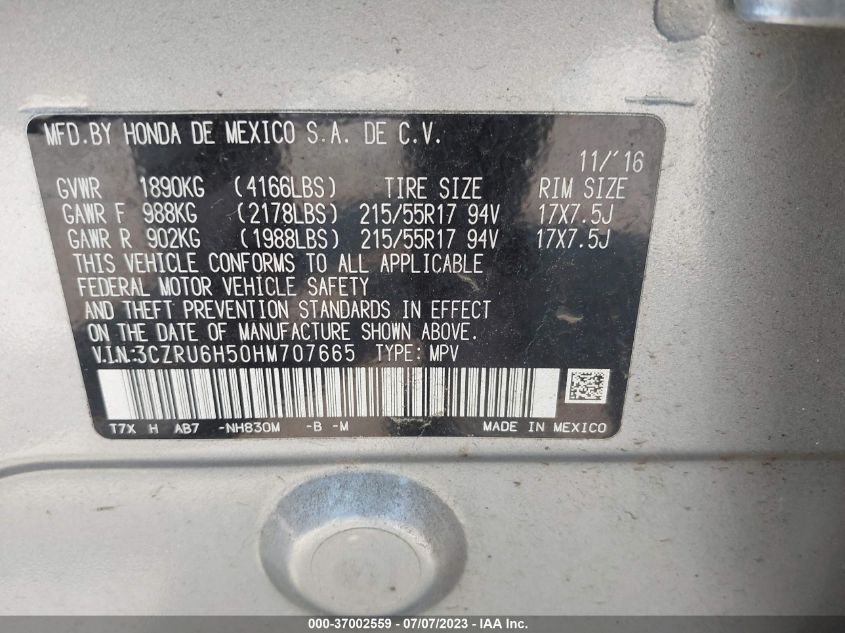 MFD.BY HONDA DE MEXICO S.A. DE C.V.
11/'16
GVWR 1890KG (4166LBS) TIRE SIZE RIM SIZE
GAWR F 988KG (2178LBS) 215/55R17 94V 17X7.5J
GAWR R 902KG (1988LBS) 215/55R17 94V 17X7.5J
THIS VEHICLE CONFORMS TO ALL APPLICABLE
FEDERAL MOTOR VEHICLE SAFETY
AND THEFT PREVENTION STANDARDS IN EFFECT
ON THE DATE OF MANUFACTURE SHOWN ABOVE.
V.I.N:3CZRU6H50HM707665 TYPE: MPV
T7X H AB7 -NH830M -B -M MADE IN MEXICO
000-37002559 - 07/07/2023 - IAA Inc.